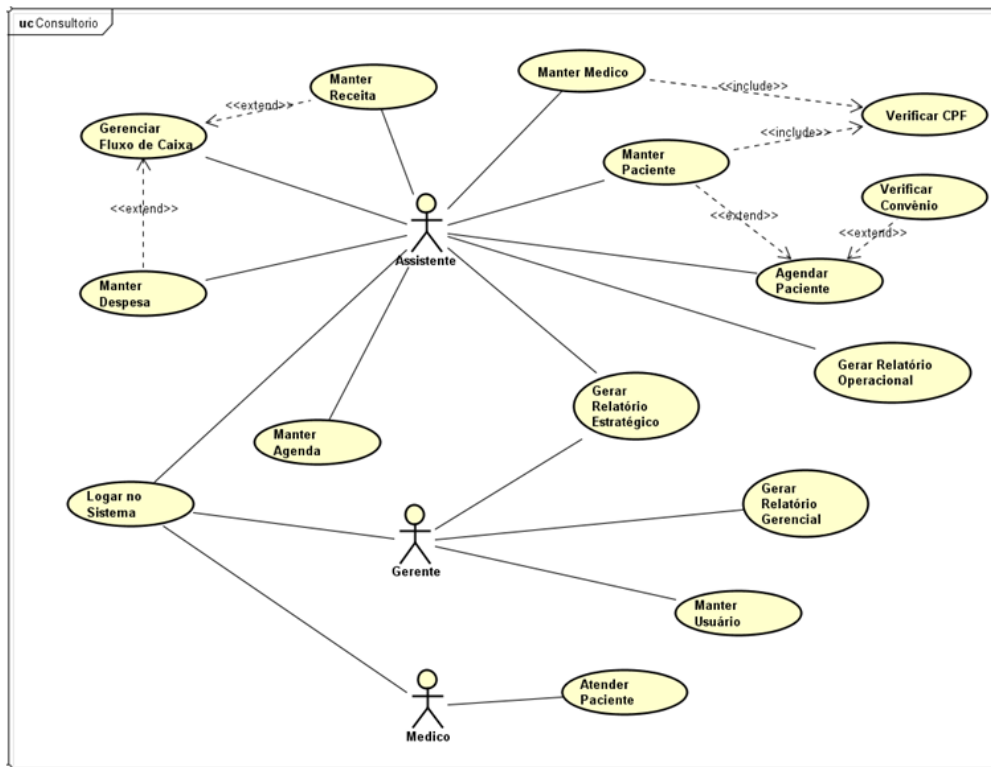 uc Consultorio
Manter
Receita
Manter Medico
<<include>>
Verificar CPF
<<extend>>
Gerenciar
Fluxo de Caixa
<<include>>
Manter
Paciente
Verificar
Convênio
<<extend>>
<<extend>>
<<extend>>
Assistente
Manter
Despesa
Agendar
Paciente
Gerar Relatório
Operacional
Gerar
Relatório
Estratégico
Manter
Agenda
Logar no
Sistema
Gerar
Relatório
Gerencial
Gerente
Manter
Usuário
Atender
Paciente
Medico